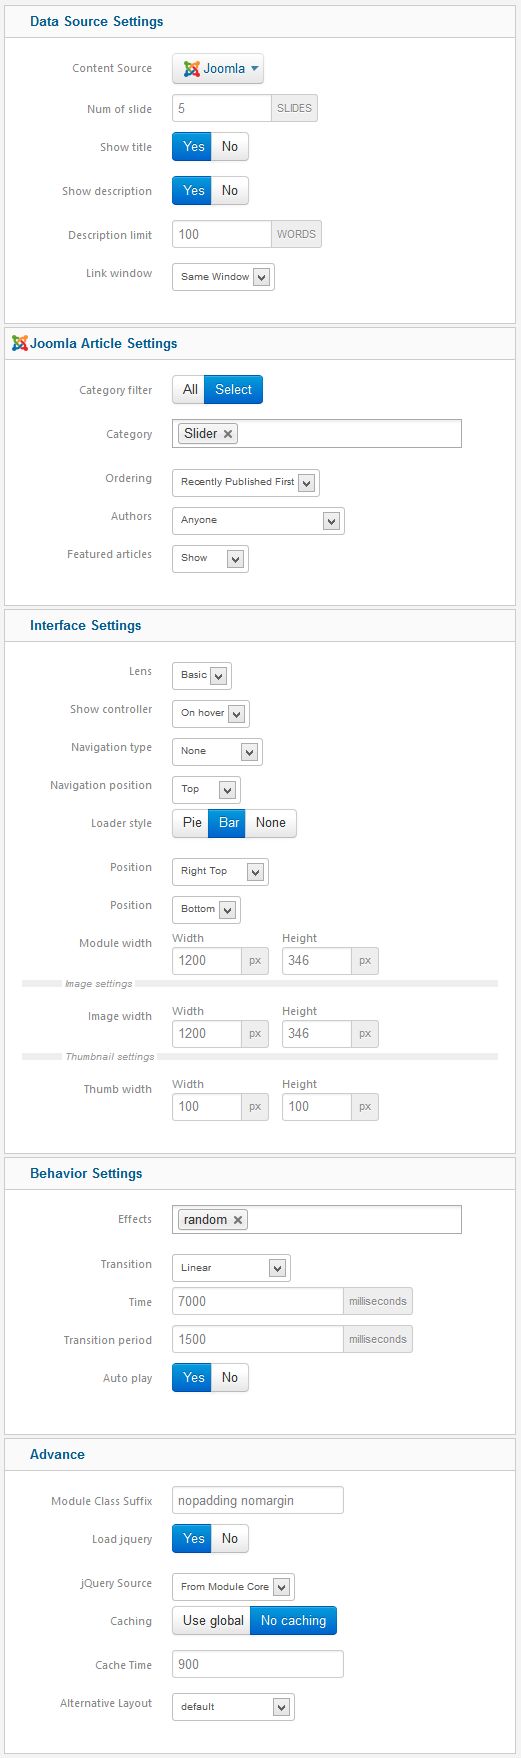 Data Source Settings
Content Source Joomla
Num of slide 5 SLIDES
Show title Yes No
Show description Yes No
Description limit 100 WORDS
Link window Same Window
Joomla Article Settings
Category filter All Select
Category Slider
Ordering Recently Published First
Authors Anyone
Featured articles Show
Interface Settings
Lens Basic
Show controller On hover
Navigation type None
Navigation position Top
Loader style Pie Bar None
Position Right Top
Position Bottom
Module width Width Height
1200 px 346 px
Image settings
Image width Width Height
1200 px 346 px
Thumbnail settings
Thumb width Width Height
100 px 100 px
Behavior Settings
Effects random
Transition Linear
Time 7000 milliseconds
Transition period 1500 milliseconds
Auto play Yes No
Advance
Module Class Suffix nopadding nomargin
Load jquery Yes No
jQuery Source From Module Core
Caching Use global No caching
Cache Time 900
Alternative Layout default